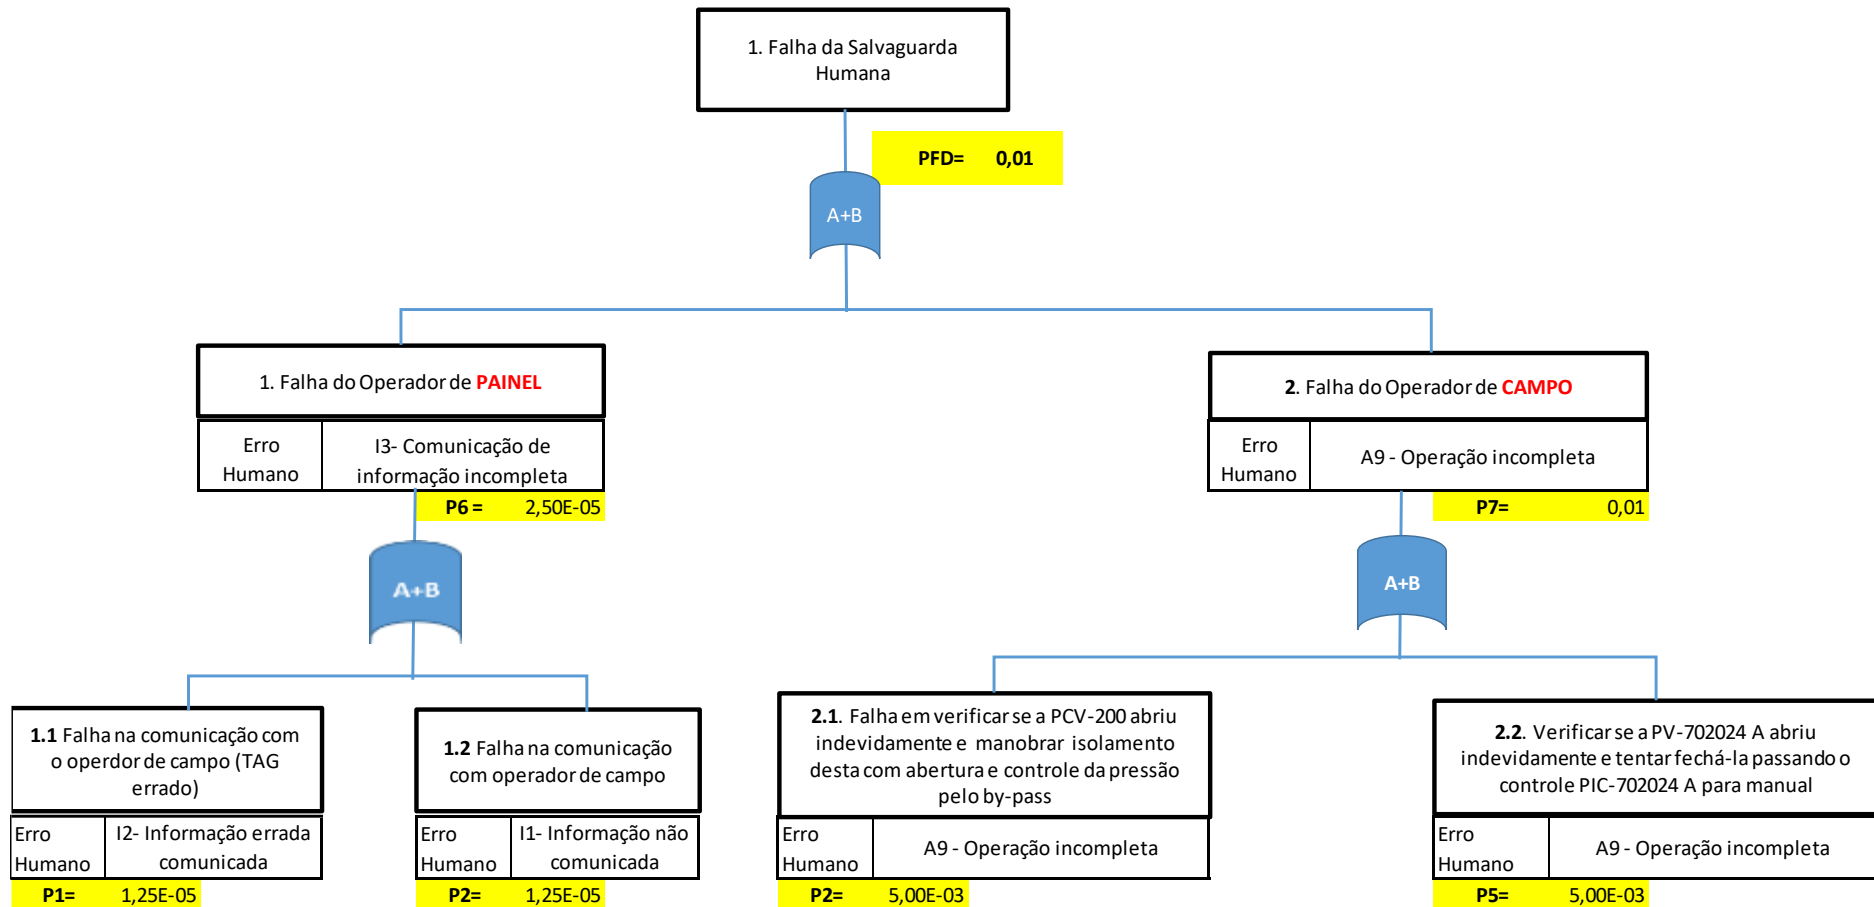 1. Falha da Salvaguarda
Humana
PFD= 0,01
A+B
1. Falha do Operador de PAINEL
Erro
Humano
I3- Comunicação de
informação incompleta
P6 = 2,50E-05
2. Falha do Operador de CAMPO
Erro
Humano
A9 - Operação incompleta
P7= 0,01
A+B
A+B
1.1 Falha na comunicação com
o operdor de campo (TAG
errado)
Erro
Humano
I2- Informação errada
comunicada
P1= 1,25E-05
1.2 Falha na comunicação
com operador de campo
Erro
Humano
I1- Informação não
comunicada
P2= 1,25E-05
2.1. Falha em verificar se a PCV-200 abriu
indevidamente e manobrar isolamento
desta com abertura e controle da pressão
pelo by-pass
Erro
Humano
A9 - Operação incompleta
P2= 5,00E-03
2.2. Verificar se a PV-702024 A abriu
indevidamente e tentar fechá-la passando o
controle PIC-702024 A para manual
Erro
Humano
A9 - Operação incompleta
P5= 5,00E-03